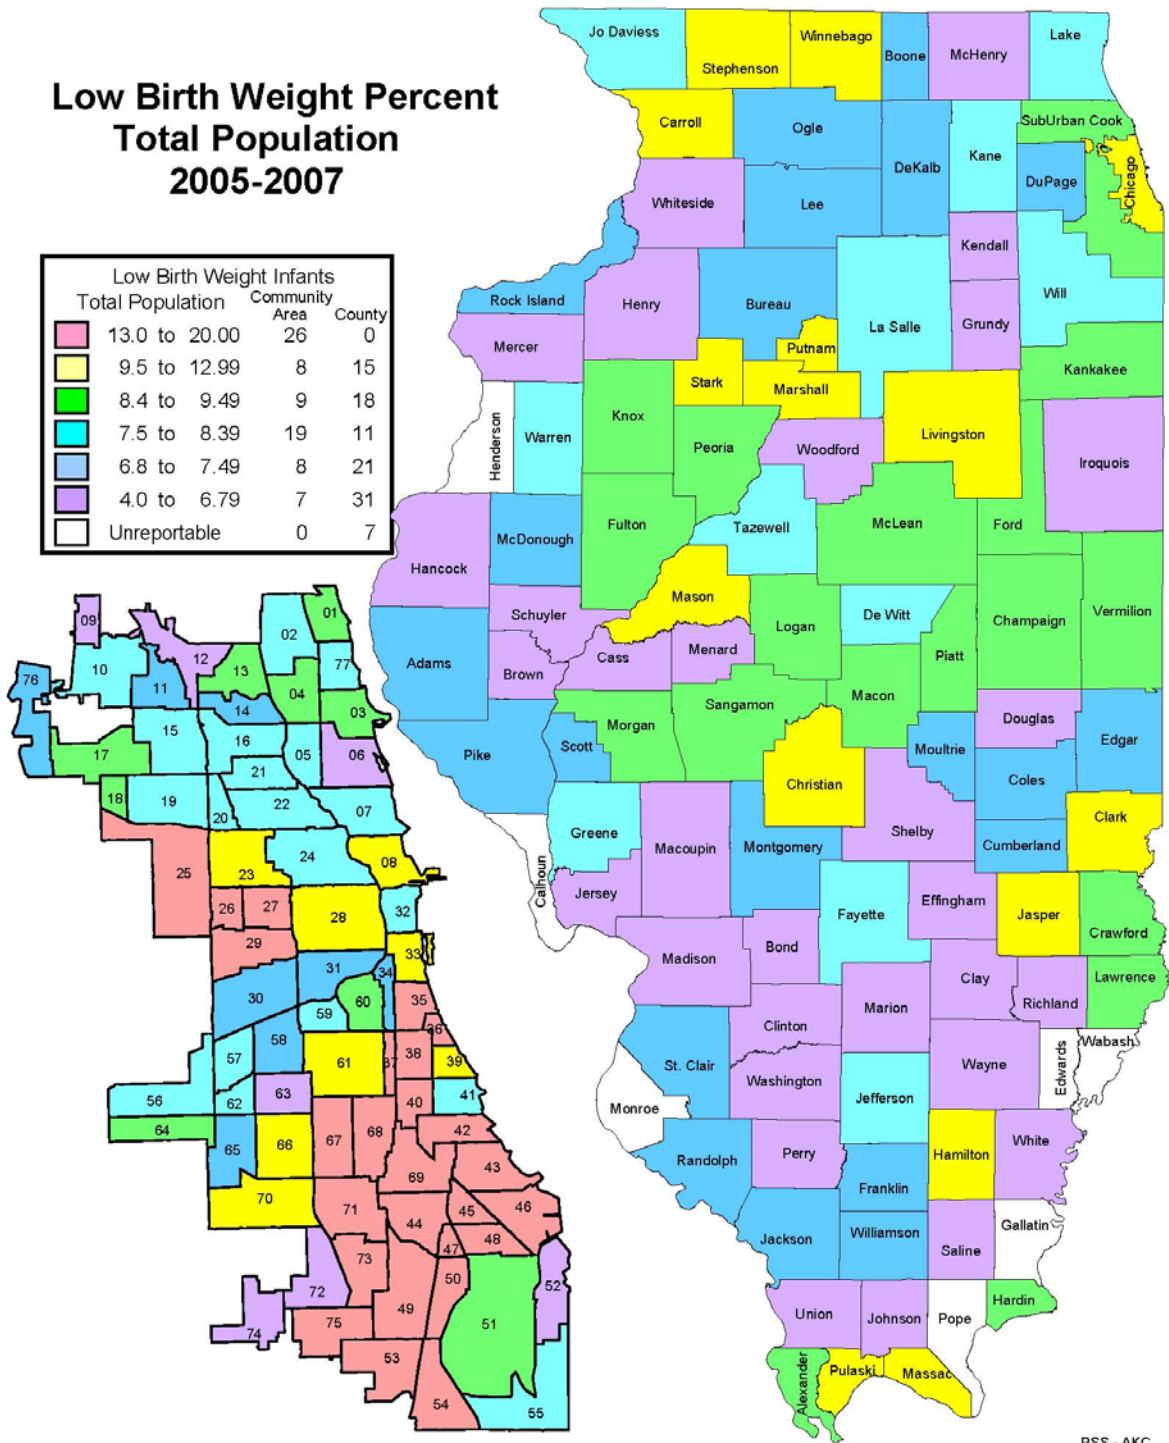 Low Birth Weight Percent
Total Population
2005-2007
Low Birth Weight Infants
Total Population Community Area County
13.0 to 20.00 26 0
9.5 to 12.99 8 15
8.4 to 9.49 9 18
7.5 to 8.39 19 11
6.8 to 7.49 8 21
4.0 to 6.79 7 31
Unreportable 0 7
Jo Daviess
Stephenson
Winnebago
Boone
McHenry
Lake
Carroll
Ogle
DeKalb
Kane
SubUrban Cook
DuPage
Chicago
Whiteside
Lee
Kendall
Will
Rock Island
Henry
Bureau
La Salle
Grundy
Mercer
Putnam
Kankakee
Stark
Marshall
Henderson
Warren
Knox
Peoria
Woodford
Livingston
Iroquois
Hancock
McDonough
Fulton
Tazewell
McLean
Ford
Schuyler
Mason
Logan
De Witt
Champaign
Vermilion
Adams
Brown
Cass
Menard
Piatt
Pike
Scott
Morgan
Sangamon
Macon
Moultrie
Douglas
Edgar
Christian
Coles
Greene
Macoupin
Montgomery
Shelby
Cumberland
Clark
Calhoun
Jersey
Fayette
Effingham
Jasper
Crawford
Madison
Bond
Clay
Richland
Lawrence
Marion
Clinton
St. Clair
Washington
Wayne
Edwards
Wabash
Monroe
Jefferson
Randolph
Perry
Hamilton
White
Franklin
Jackson
Williamson
Saline
Gallatin
Union
Johnson
Pope
Hardin
Alexander
Pulaski
Massac
09
01
02
10
12
13
77
76
11
04
14
03
15
16
05
06
17
21
18
19
20
22
07
25
23
24
08
26
27
28
32
29
33
31
34
30
60
35
59
36
58
57
61
37
38
39
56
62
63
40
41
64
65
66
67
68
42
43
69
70
71
44
45
46
47
48
73
50
52
72
49
51
74
75
53
54
55